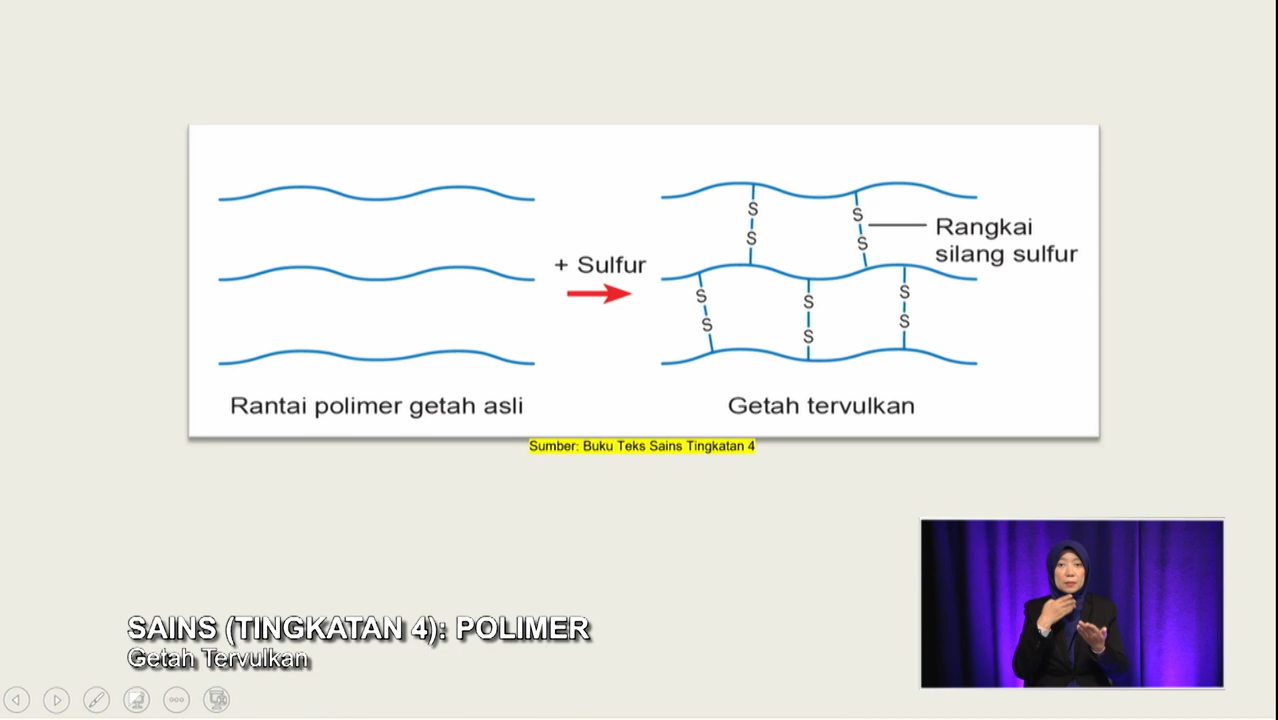 + Sulfur
S
S
S
S
S
S
S
S
S
S
Rangkai
silang sulfur
Rantai polimer getah asli
Getah tervulkan
Sumber: Buku Teks Sains Tingkatan 4
SAINS (TINGKATAN 4): POLIMER
Getah Tervulkan